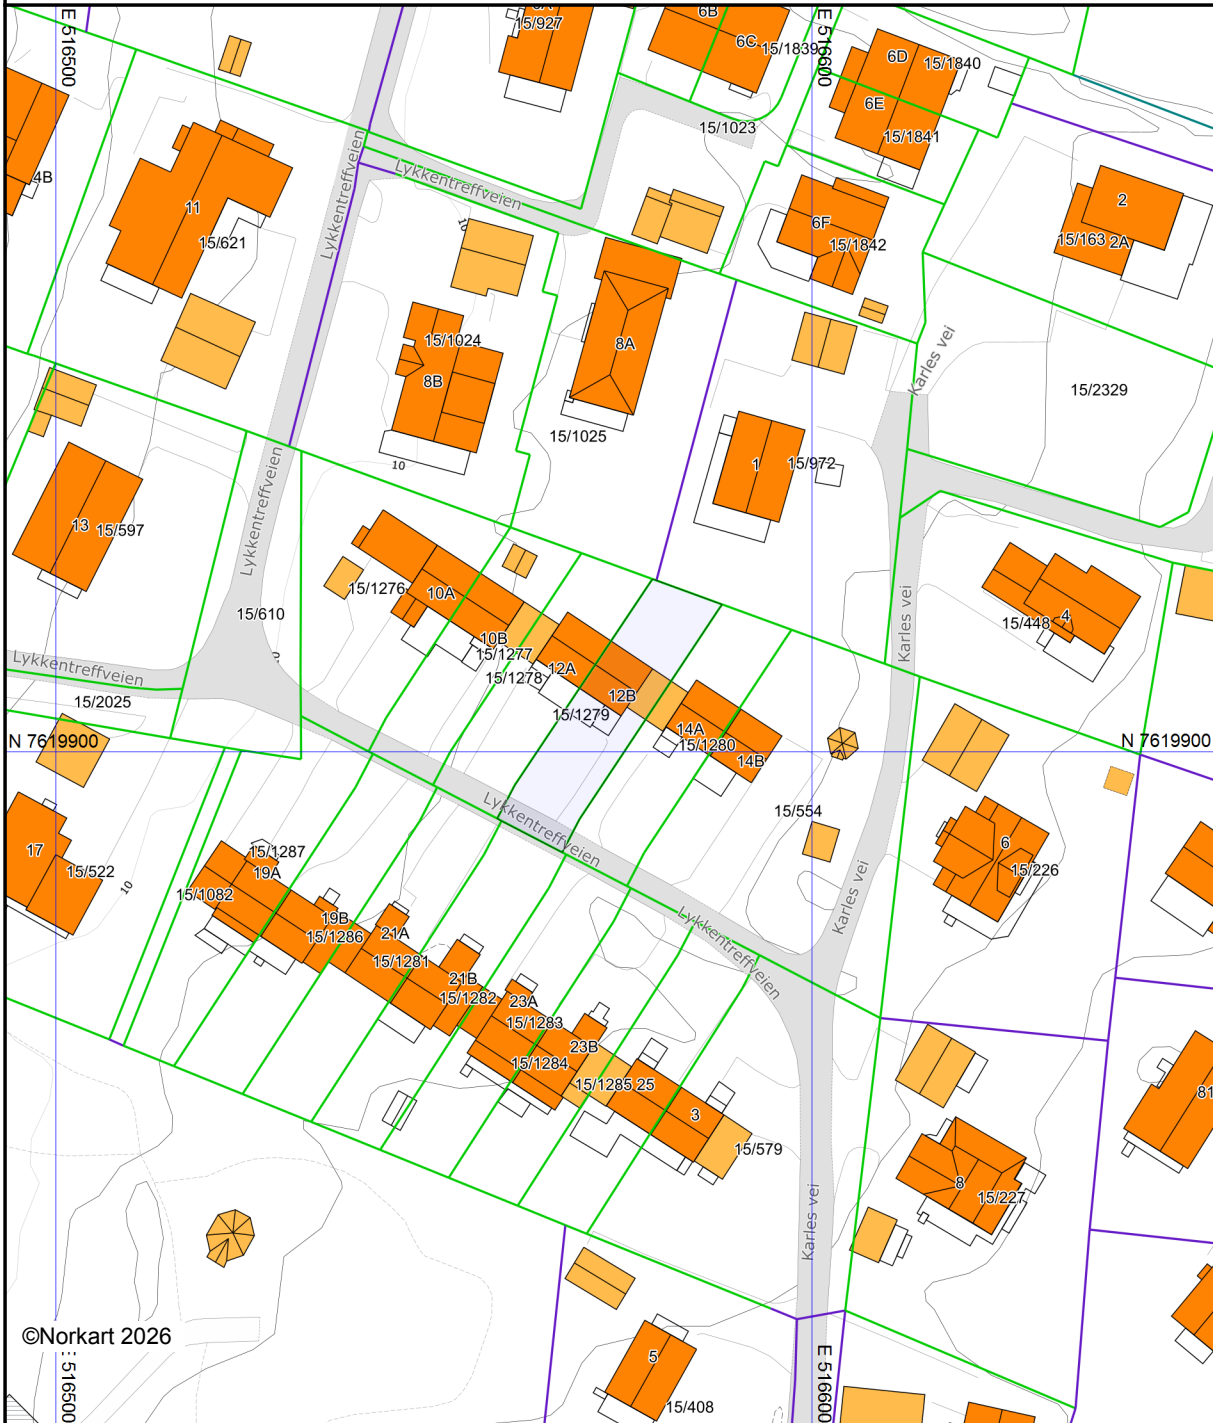 E 516500
15/927
6B
6C
15/1839
E 516600
6D
15/1840
6E
15/1841
15/1023
4B
11
15/621
Lykkentreffveien
Lykkentreffveien
10
6F
15/1842
2
15/163
2A
15/1024
8B
8A
Karles vei
15/2329
15/1025
10
1
15/972
13
15/597
Lykkentreffveien
15/1276
10A
10B
15/1277
12A
15/1278
12B
15/1279
14A
15/1280
14B
15/610
Karles vei
15/448
4
Lykkentreffveien
15/2025
N 7619900
N 7619900
15/554
Lykkentreffveien
17
15/522
10
15/1287
19A
15/1082
19B
15/1286
21A
15/1281
21B
15/1282
23A
15/1283
23B
15/1284
15/1285
25
3
15/579
6
15/226
Karles vei
Lykkentreffveien
81
8
15/227
Karles vei
©Norkart 2026
E 516500
5
15/408
E 516600